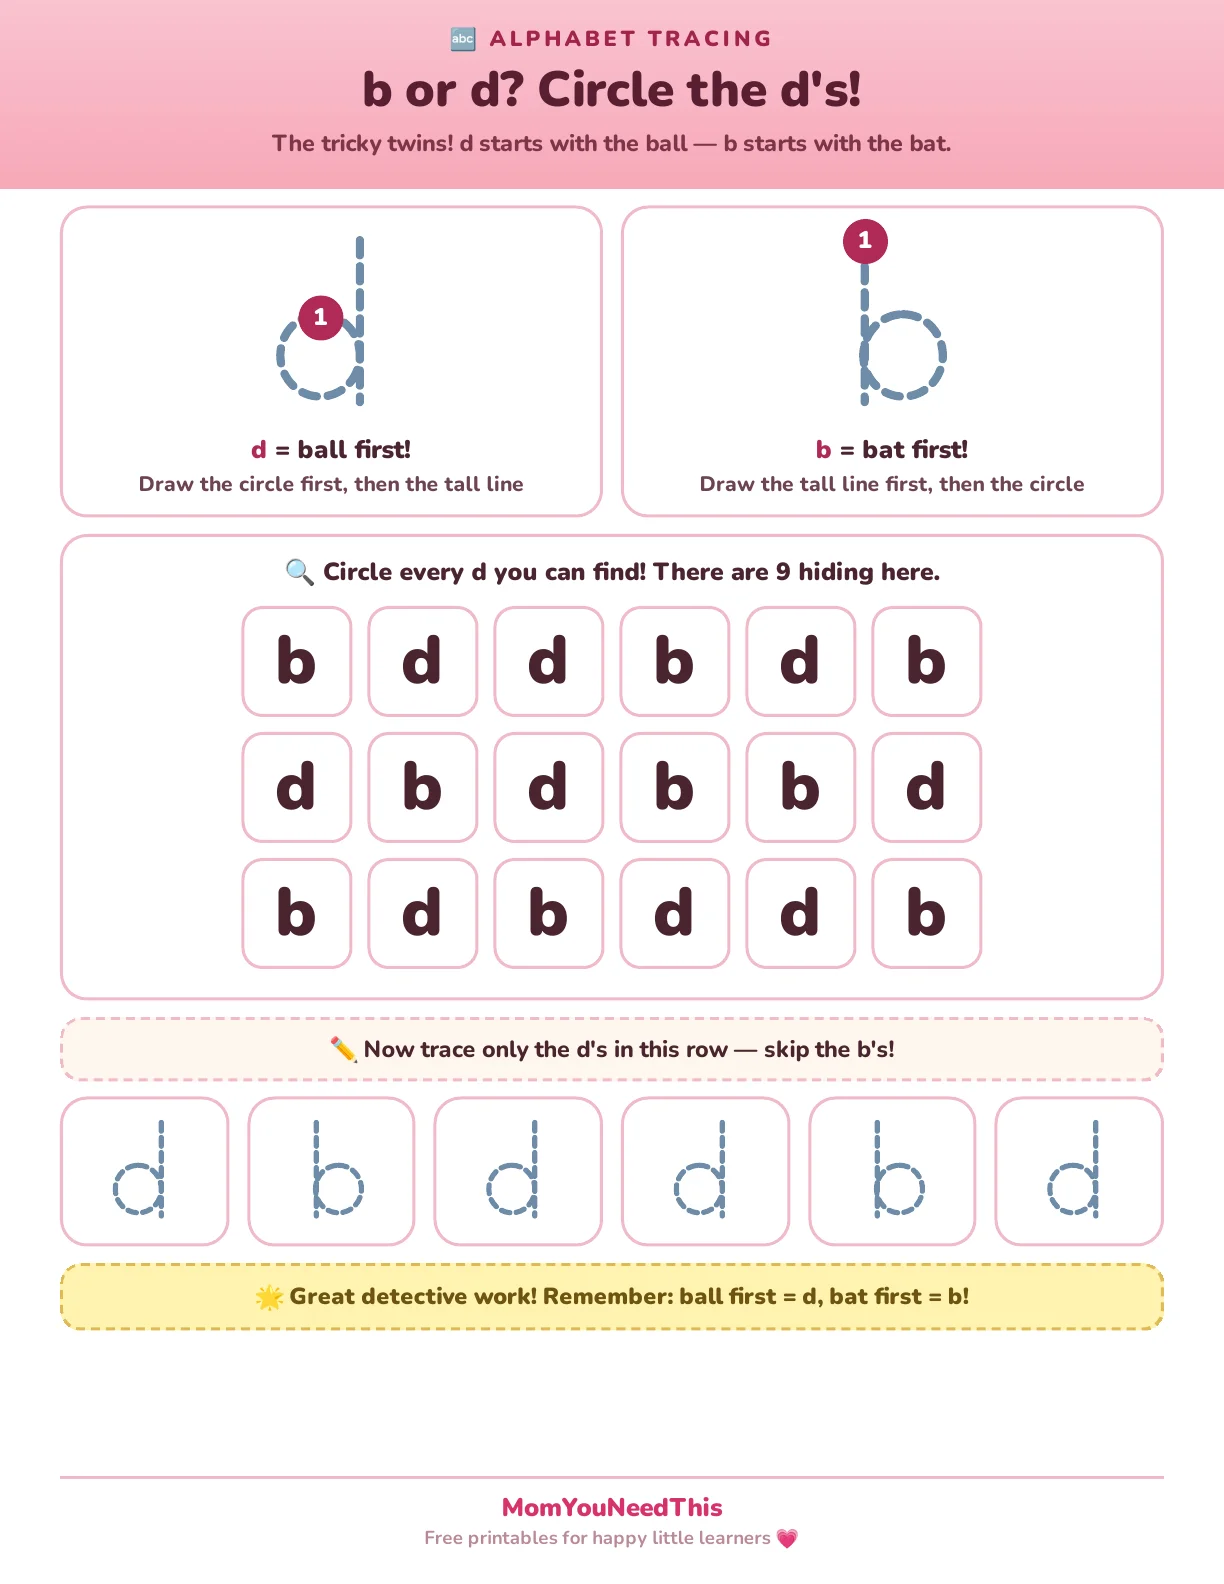 ALPHABET TRACING
b or d? Circle the d's!
The tricky twins! d starts with the ball — b starts with the bat.
1
d
d = ball first!
Draw the circle first, then the tall line
1
b
b = bat first!
Draw the tall line first, then the circle
Circle every d you can find! There are 9 hiding here.
b d d b d b
d b d b b d
b d b d d b
Now trace only the d's in this row — skip the b's!
d b d d b d
Great detective work! Remember: ball first = d, bat first = b!
MomYouNeedThis
Free printables for happy little learners